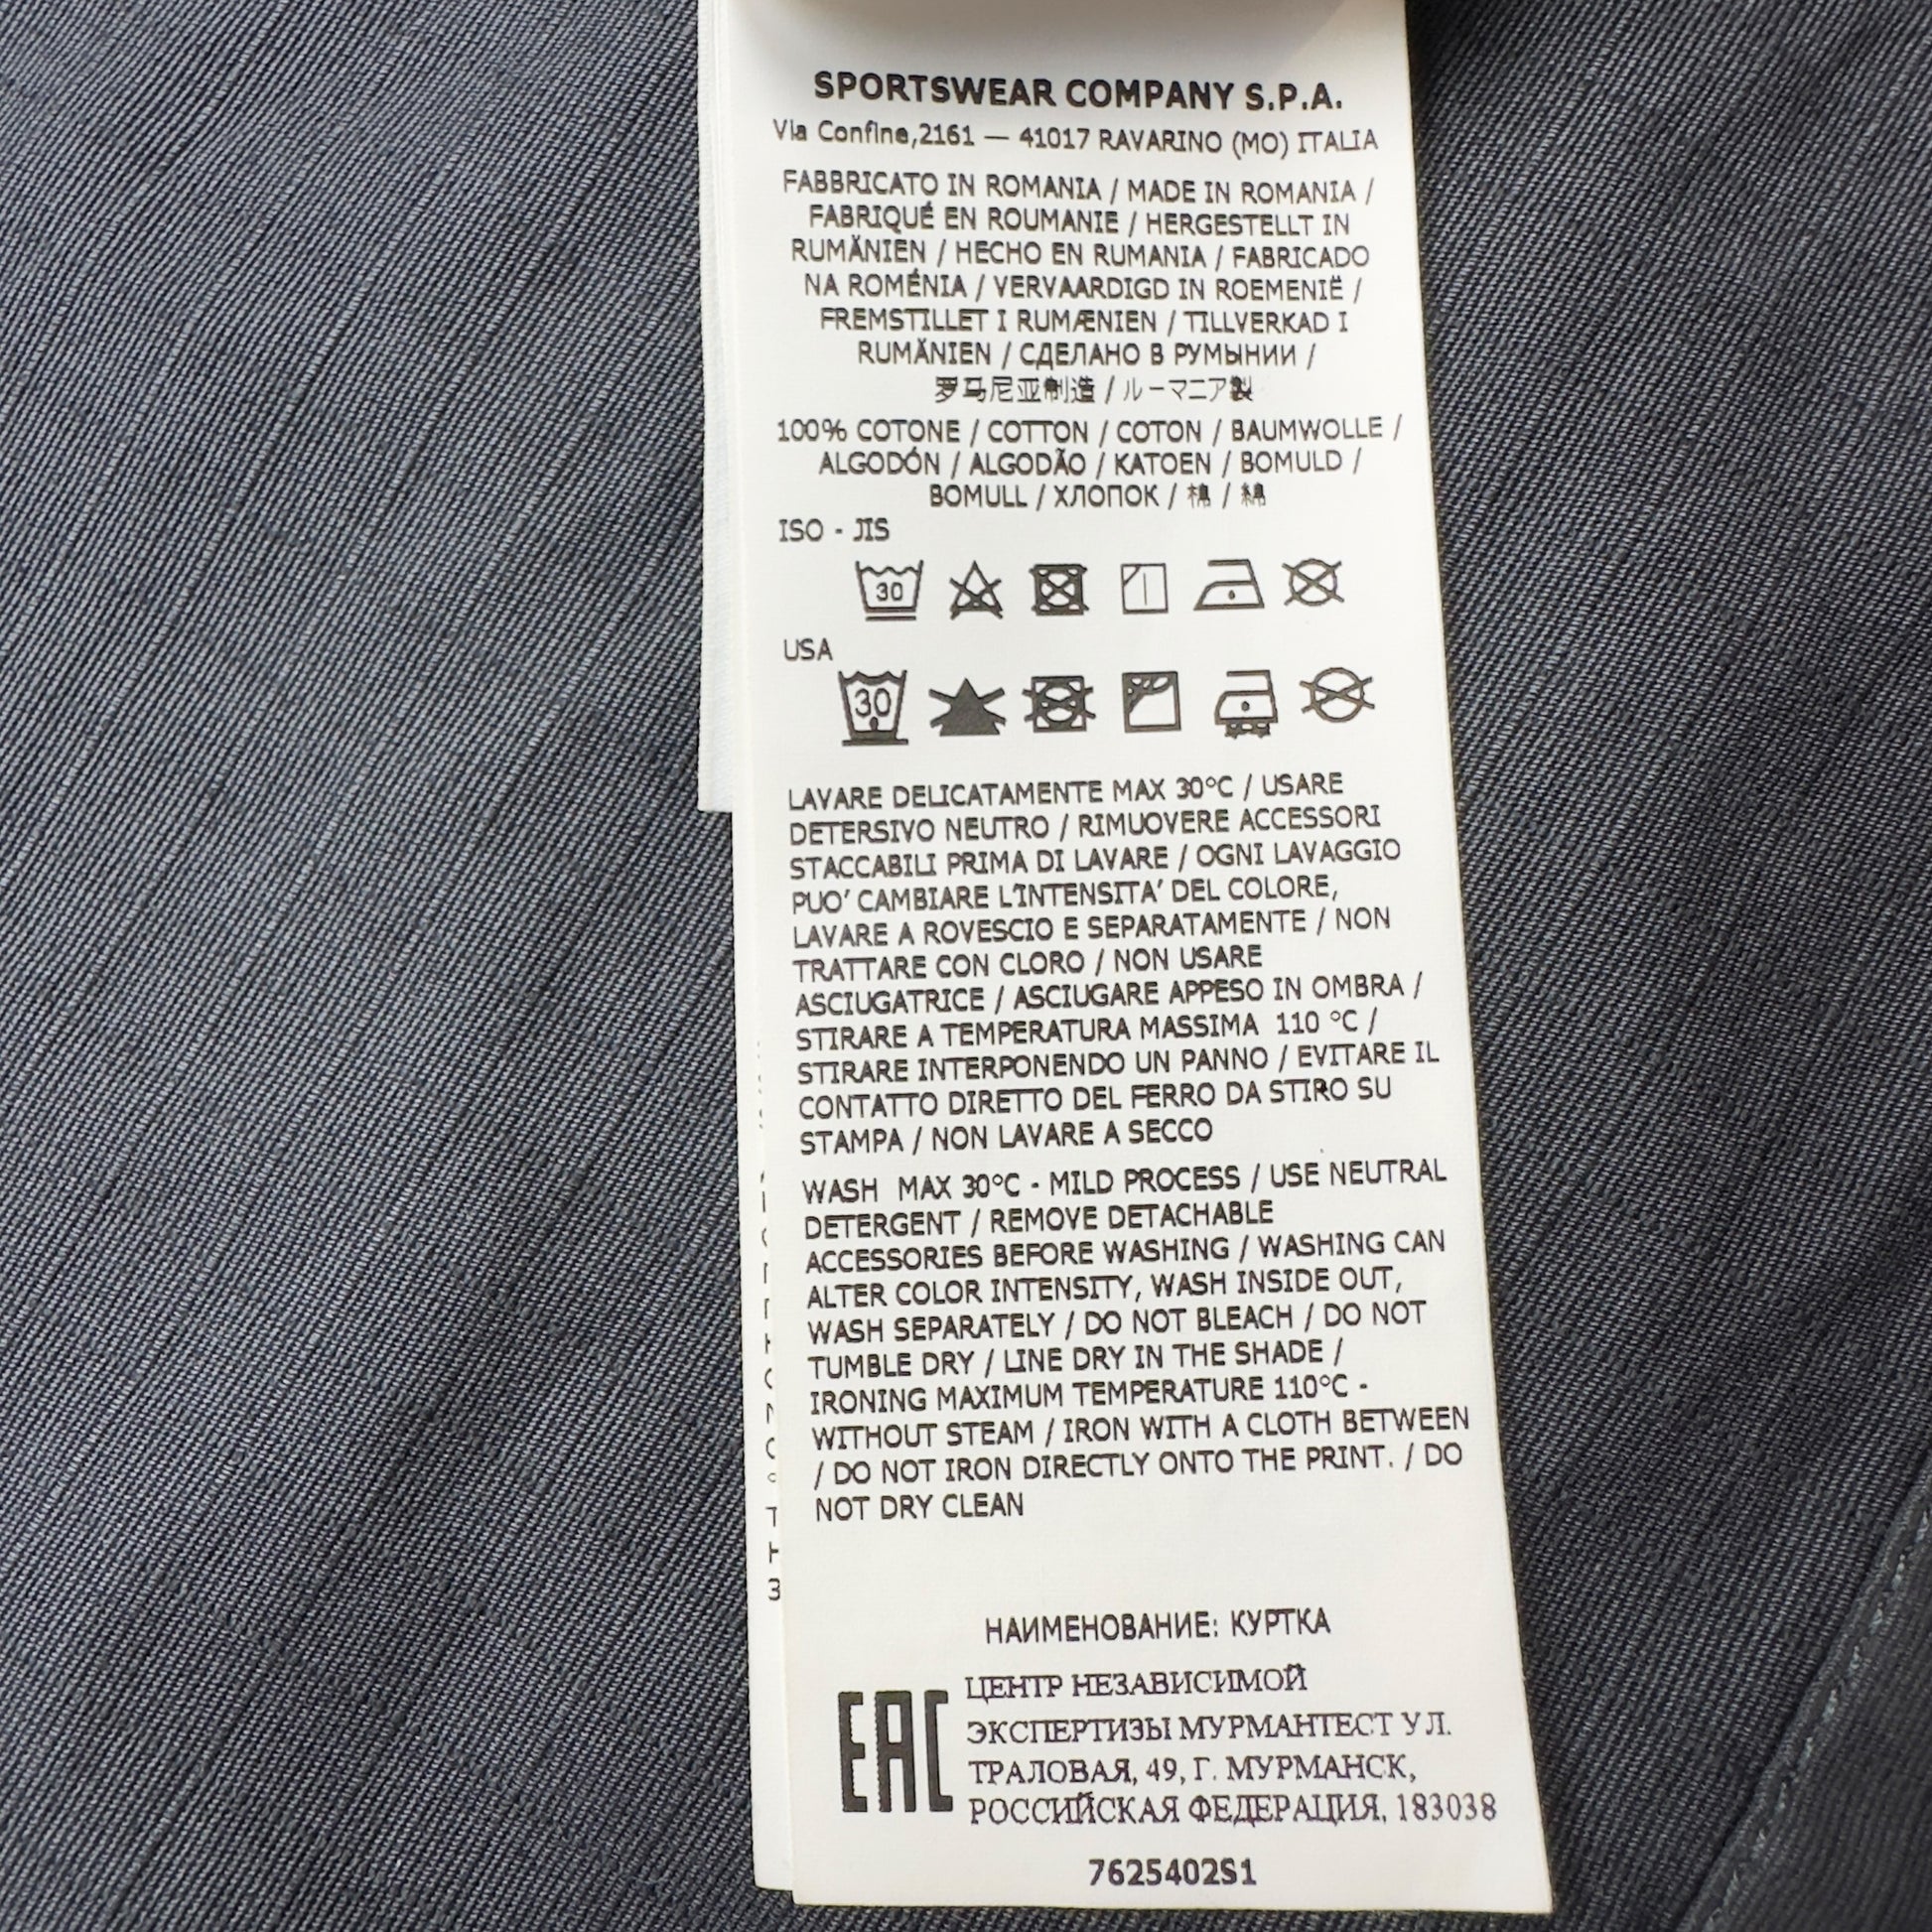 SPORTSWEAR COMPANY S.P.A.
Via Confine,2161 — 41017 RAVARINO (MO) ITALIA
FABBRICATO IN ROMANIA / MADE IN ROMANIA /
FABRIQUÉ EN ROUMANIE / HERGESTELLT IN
RUMÄNIEN / HECHO EN RUMANIA / FABRICADO
NA ROMÉNIA / VERVAARDIGD IN ROEMENIË /
FREMSTILLET I RUMÆNIEN / TILLVERKAD I
RUMÄNIEN / СДЕЛАНО В РУМЫНИИ /
罗马尼亚制造 / ルーマニア製
100% COTONE / COTTON / COTON / BAUMWOLLE /
ALGODÓN / ALGODÃO / KATOEN / BOMULD /
BOMULL / ХЛОПОК / 棉 / 綿
ISO - JIS
30
USA
30
LAVARE DELICATAMENTE MAX 30°C / USARE
DETERSIVO NEUTRO / RIMUOVERE ACCESSORI
STACCABILI PRIMA DI LAVARE / OGNI LAVAGGIO
PUO' CAMBIARE L'INTENSITA' DEL COLORE,
LAVARE A ROVESCIO E SEPARATAMENTE / NON
TRATTARE CON CLORO / NON USARE
ASCIUGATRICE / ASCIUGARE APPESO IN OMBRA /
STIRARE A TEMPERATURA MASSIMA 110 °C /
STIRARE INTERPONENDO UN PANNO / EVITARE IL
CONTATTO DIRETTO DEL FERRO DA STIRO SU
STAMPA / NON LAVARE A SECCO
WASH MAX 30°C - MILD PROCESS / USE NEUTRAL
DETERGENT / REMOVE DETACHABLE
ACCESSORIES BEFORE WASHING / WASHING CAN
ALTER COLOR INTENSITY, WASH INSIDE OUT,
WASH SEPARATELY / DO NOT BLEACH / DO NOT
TUMBLE DRY / LINE DRY IN THE SHADE /
IRONING MAXIMUM TEMPERATURE 110°C -
WITHOUT STEAM / IRON WITH A CLOTH BETWEEN
/ DO NOT IRON DIRECTLY ONTO THE PRINT. / DO
NOT DRY CLEAN
НАИМЕНОВАНИЕ: КУРТКА
EAC
ЦЕНТР НЕЗАВИСИМОЙ
ЭКСПЕРТИЗЫ МУРМАНТЕСТ УЛ.
ТРАЛОВАЯ, 49, Г. МУРМАНСК,
РОССИЙСКАЯ ФЕДЕРАЦИЯ, 183038
7625402S1